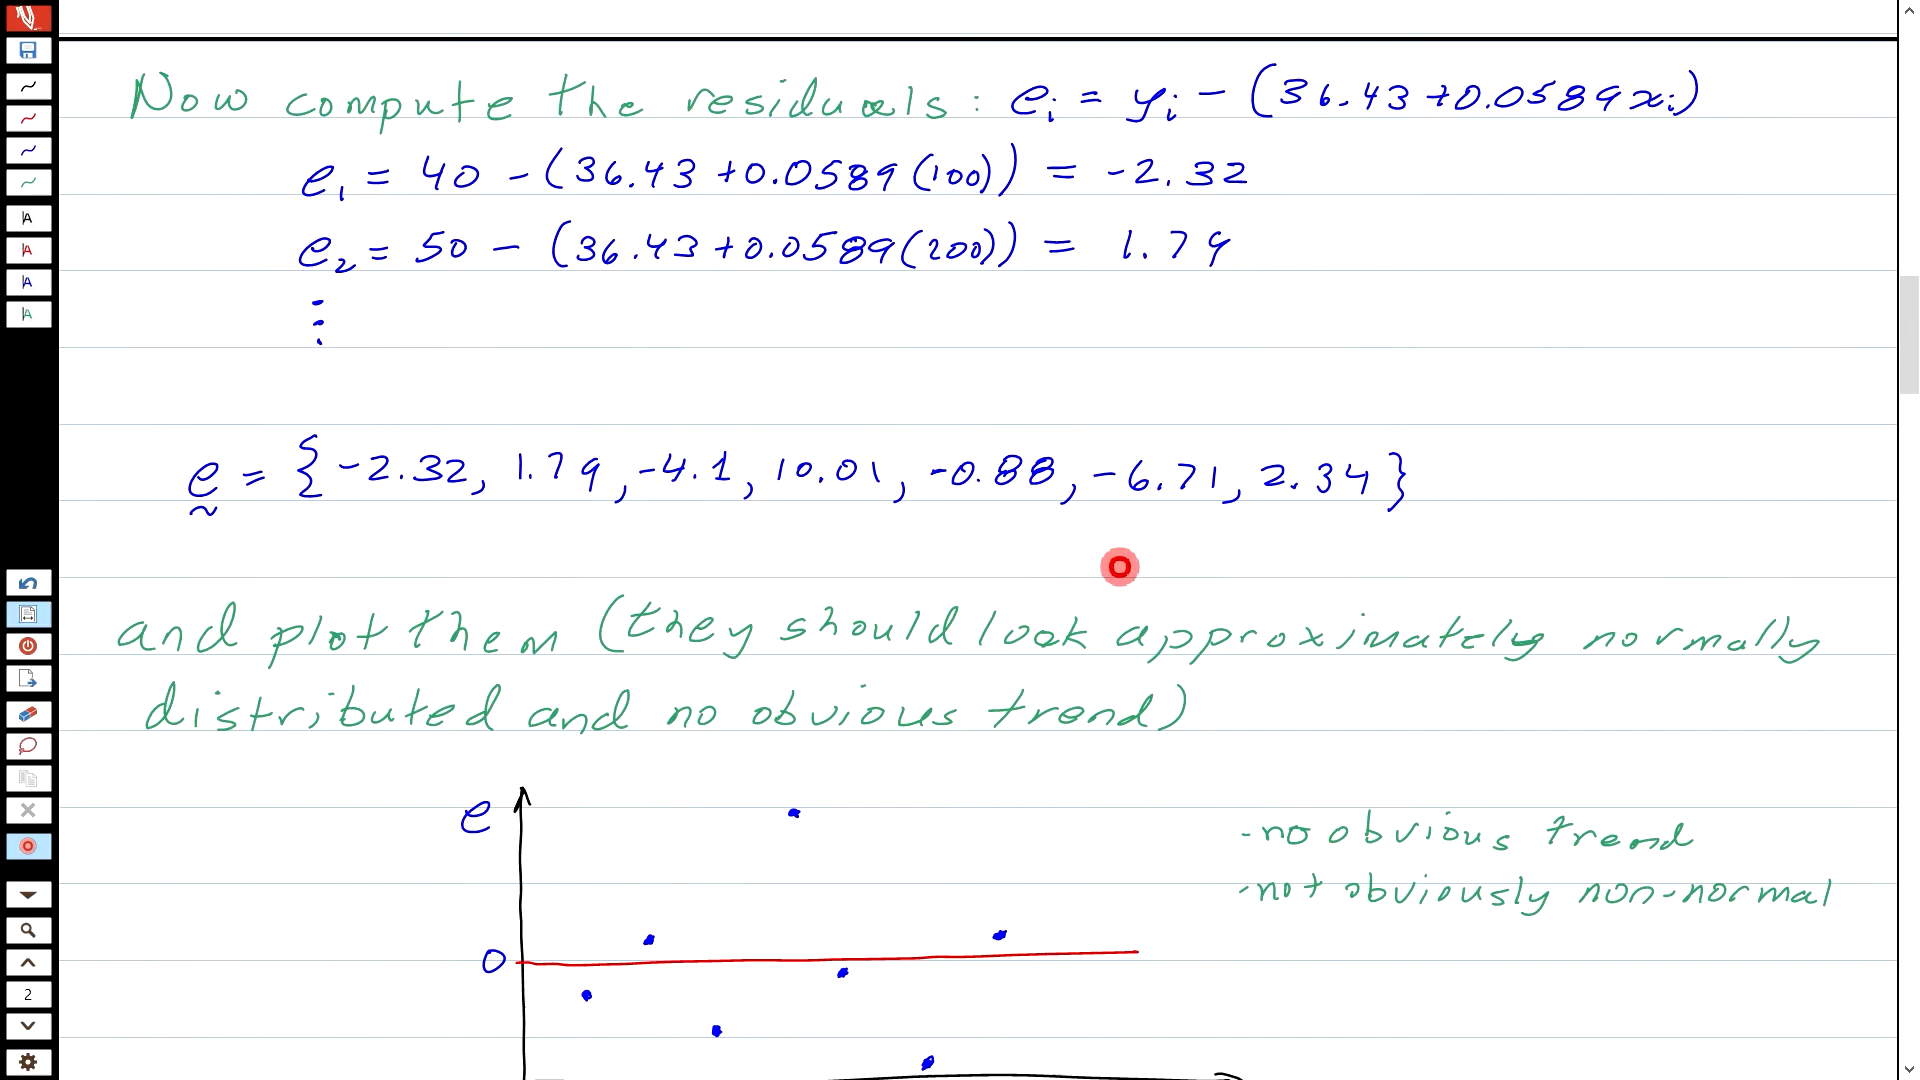 Now compute the residuals: eᵢ = yᵢ - (36.43+0.0589xᵢ)
e₁ = 40 - (36.43+0.0589(100)) = -2.32
e₂ = 50 - (36.43+0.0589(200)) = 1.79
⋮
e = {-2.32, 1.79, -4.1, 10.01, -0.88, -6.71, 2.34}
~
and plot them (they should look approximately normally
distributed and no obvious trend)
e
-no obvious trend
-not obviously non-normal
0
A
A
A
A
2